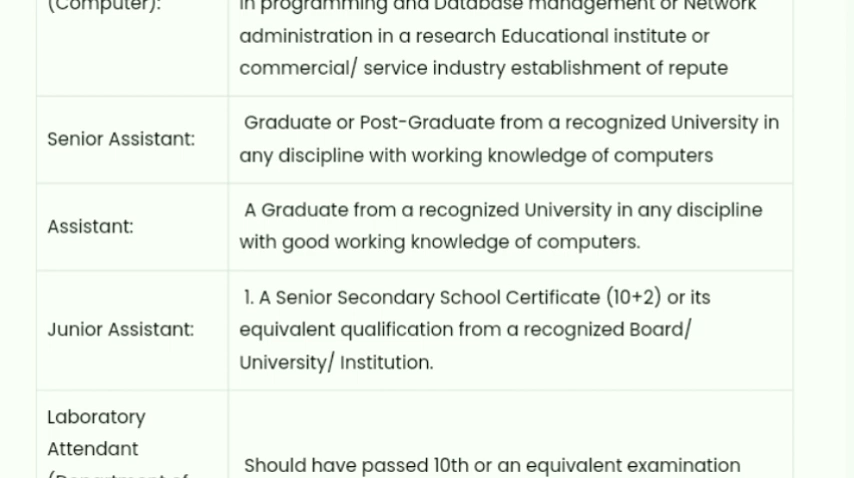 (Computer):
in programming and Database management or Network
administration in a research Educational institute or
commercial/ service industry establishment of repute
Senior Assistant:
Graduate or Post-Graduate from a recognized University in
any discipline with working knowledge of computers
Assistant:
A Graduate from a recognized University in any discipline
with good working knowledge of computers.
Junior Assistant:
1. A Senior Secondary School Certificate (10+2) or its
equivalent qualification from a recognized Board/
University/ Institution.
Laboratory
Attendant
(Department of
Should have passed 10th or an equivalent examination